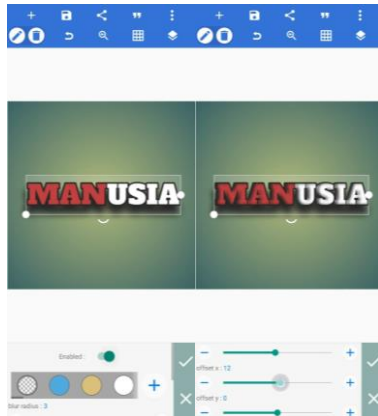 MANUSIA
MANUSIA
Enabled :
blur radius : 3
offset x : 12
offset y : 0